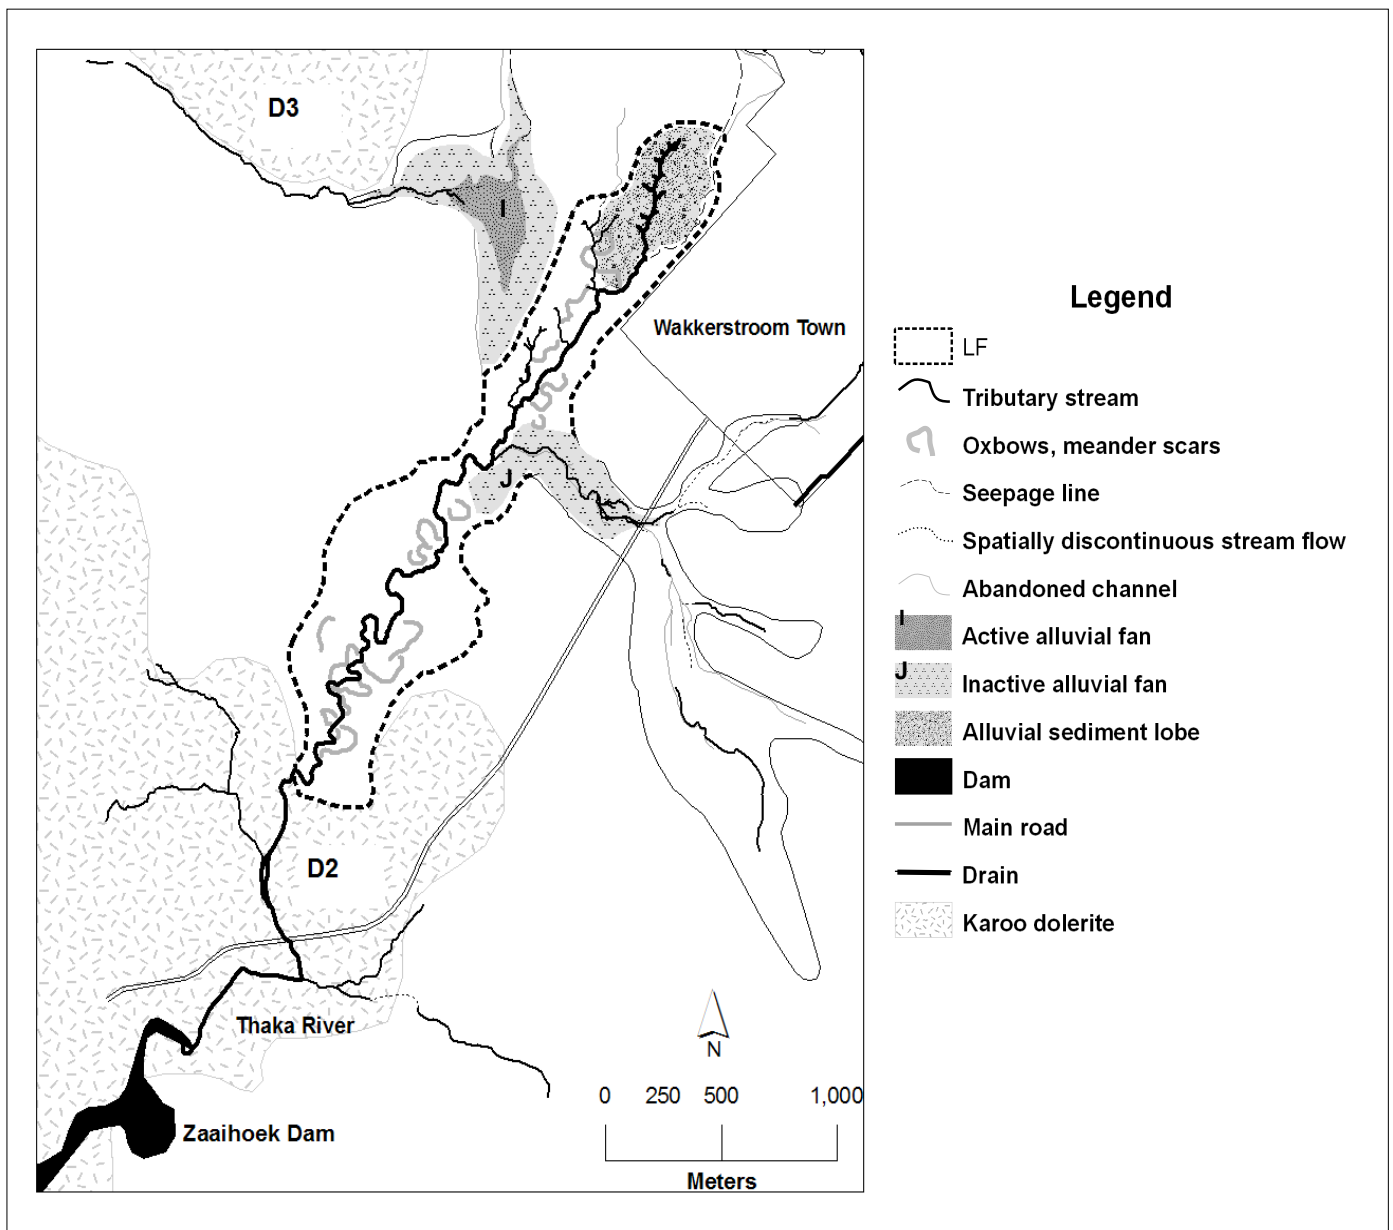 D3
I
Wakkerstroom Town
J
D2
Thaka River
Zaaihoek Dam
N
0 250 500 1,000
Meters
Legend
LF
Tributary stream
Oxbows, meander scars
Seepage line
Spatially discontinuous stream flow
Abandoned channel
I
Active alluvial fan
J
Inactive alluvial fan
Alluvial sediment lobe
Dam
Main road
Drain
Karoo dolerite